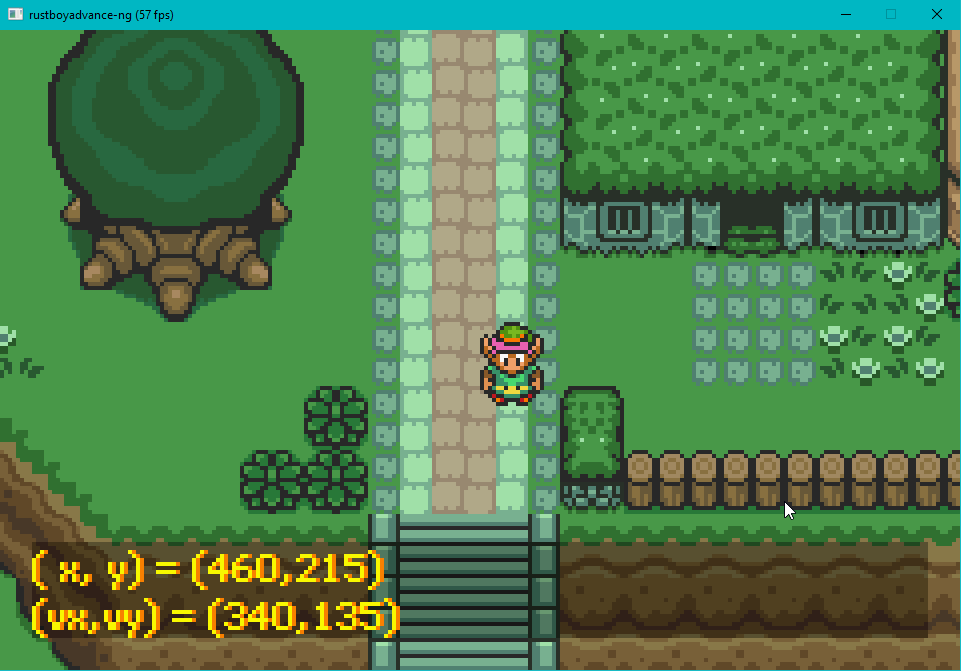 rustboyadvance-ng (57 fps)
( x, y) = (460,215)
(vx,vy) = (340,135)